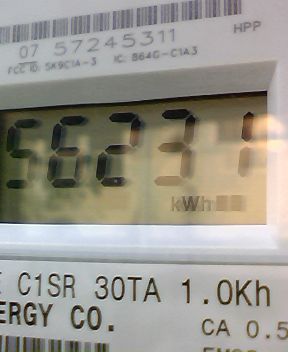 07 57245311 HPP
FCC ID: SK9C1A-3 IC: 864G-C1A3
56231
kWh
C1SR 30TA 1.0Kh
ERGY CO.
CA 0.5